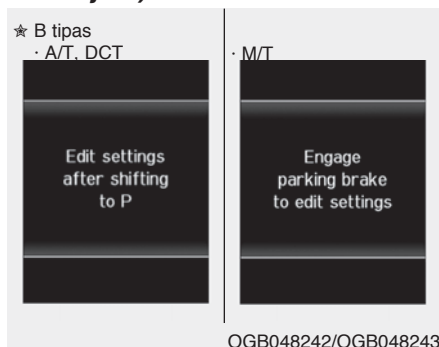 ✬ B tipas
· A/T, DCT
Edit settings
after shifting
to P
· M/T
Engage
parking brake
to edit settings
OGB048242/OGB048243